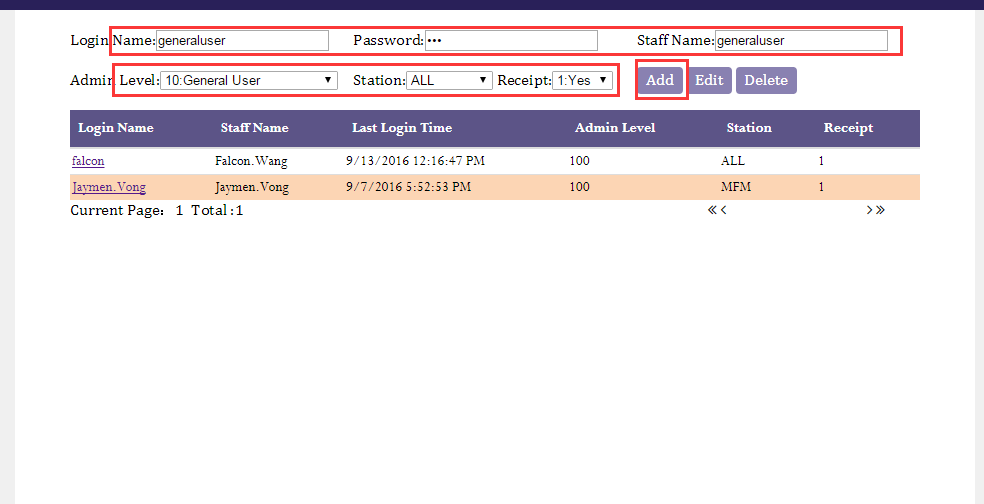 Login Name: generaluser Password: ••• Staff Name: generaluser
Admin Level: 10:General User Station: ALL Receipt: 1:Yes Add Edit Delete
Login Name Staff Name Last Login Time Admin Level Station Receipt
falcon Falcon.Wang 9/13/2016 12:16:47 PM 100 ALL 1
Jaymen.Vong Jaymen.Vong 9/7/2016 5:52:53 PM 100 MFM 1
Current Page: 1 Total :1 « ‹ › »